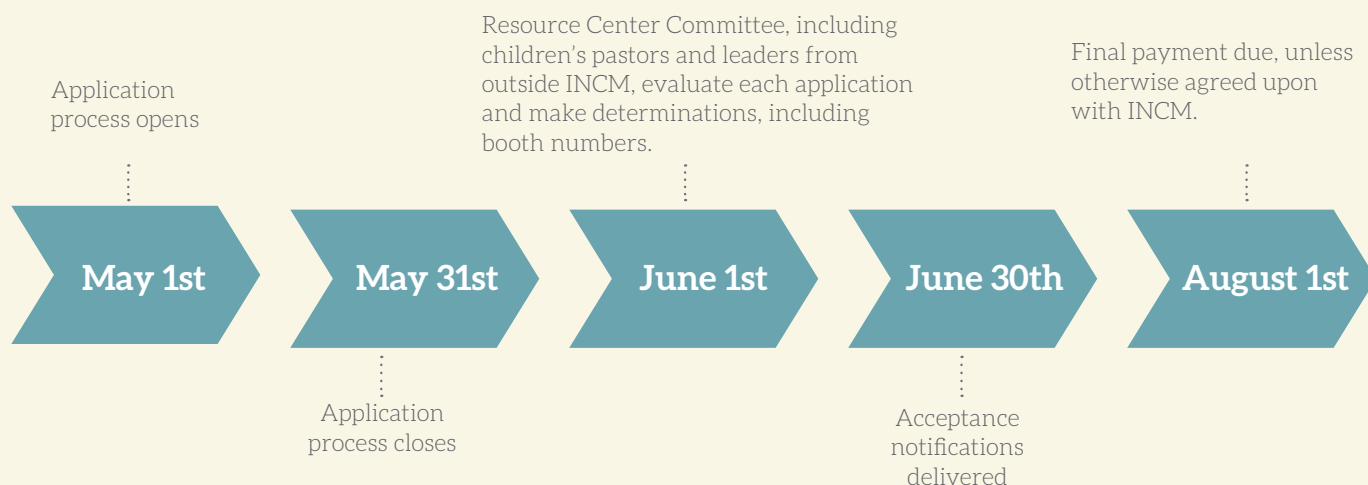 Application
process opens
Resource Center Committee, including
children’s pastors and leaders from
outside INCM, evaluate each application
and make determinations, including
booth numbers.
Final payment due, unless
otherwise agreed upon
with INCM.
May 1st
May 31st
June 1st
June 30th
August 1st
Application
process closes
Acceptance
notifications
delivered